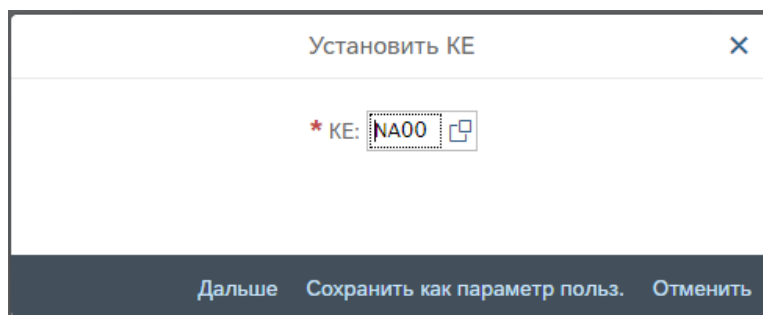 Установить КЕ
* КЕ: NA00
Дальше Сохранить как параметр польз. Отменить